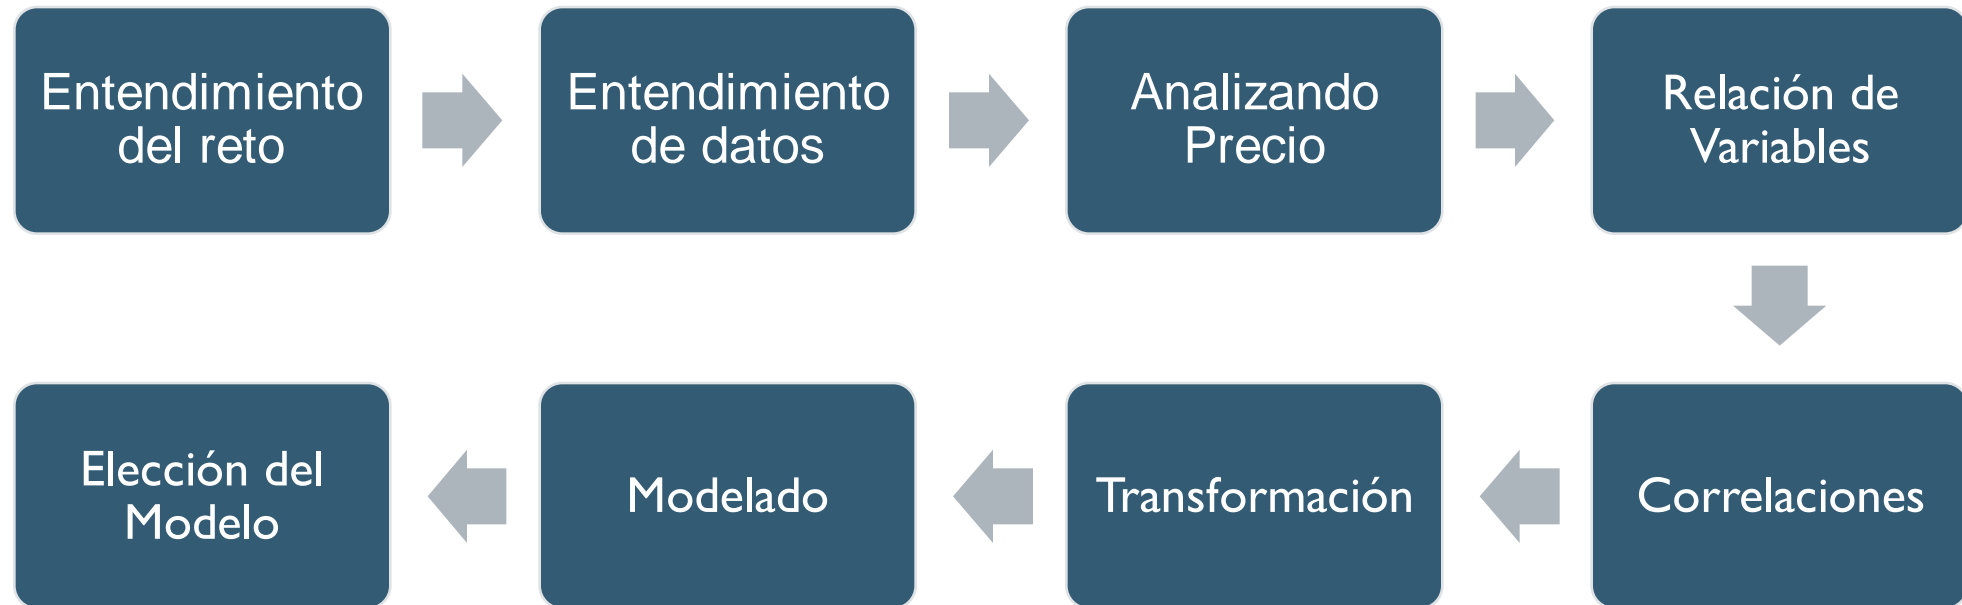 Entendimiento
del reto
Entendimiento
de datos
Analizando
Precio
Relación de
Variables
Correlaciones
Transformación
Modelado
Elección del
Modelo